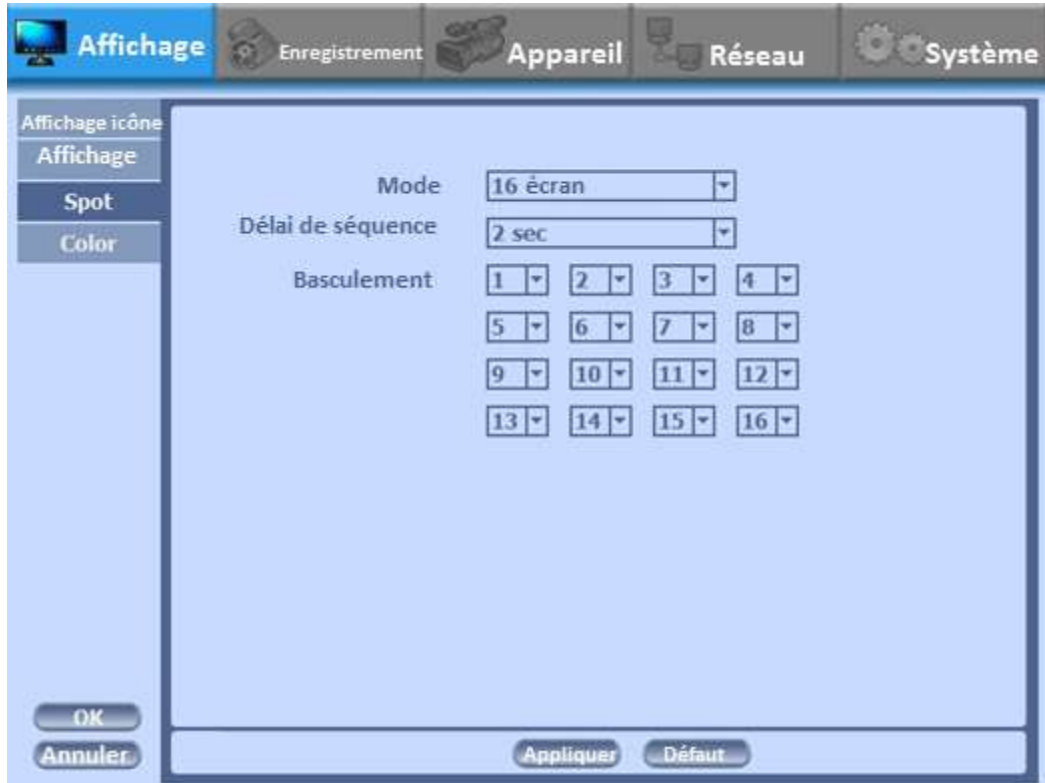 Affichage Enregistrement Appareil Réseau Système
Affichage icône
Affichage
Spot
Color
Mode 16 écran
Délai de séquence 2 sec
Basculement 1 2 3 4
5 6 7 8
9 10 11 12
13 14 15 16
OK
Annuler
Appliquer Défaut